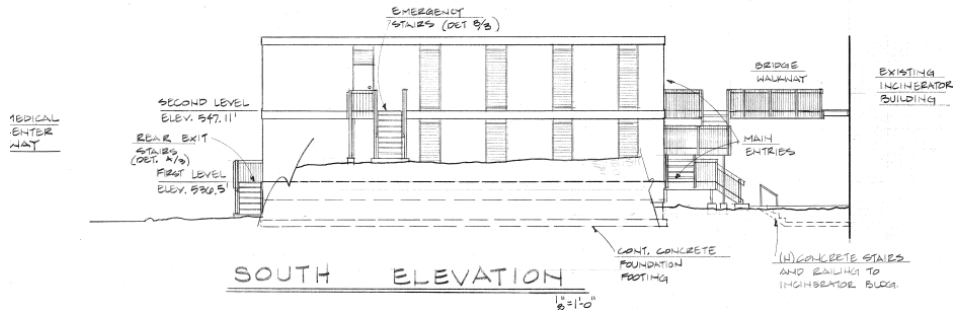 EMERGENCY
STAIRS (DET B/3)
BRIDGE
WALKWAY
EXISTING
INCINERATOR
BUILDING
SECOND LEVEL
ELEV. 547.11'
MEDICAL
CENTER
WAY
REAR EXIT
STAIRS
(DET. A/3)
FIRST LEVEL
ELEV. 536.5'
MAIN
ENTRIES
CONT. CONCRETE
FOUNDATION
FOOTING
(N) CONCRETE STAIRS
AND RAILING TO
INCINERATOR BLDG.
SOUTH ELEVATION
1/8"=1'-0"